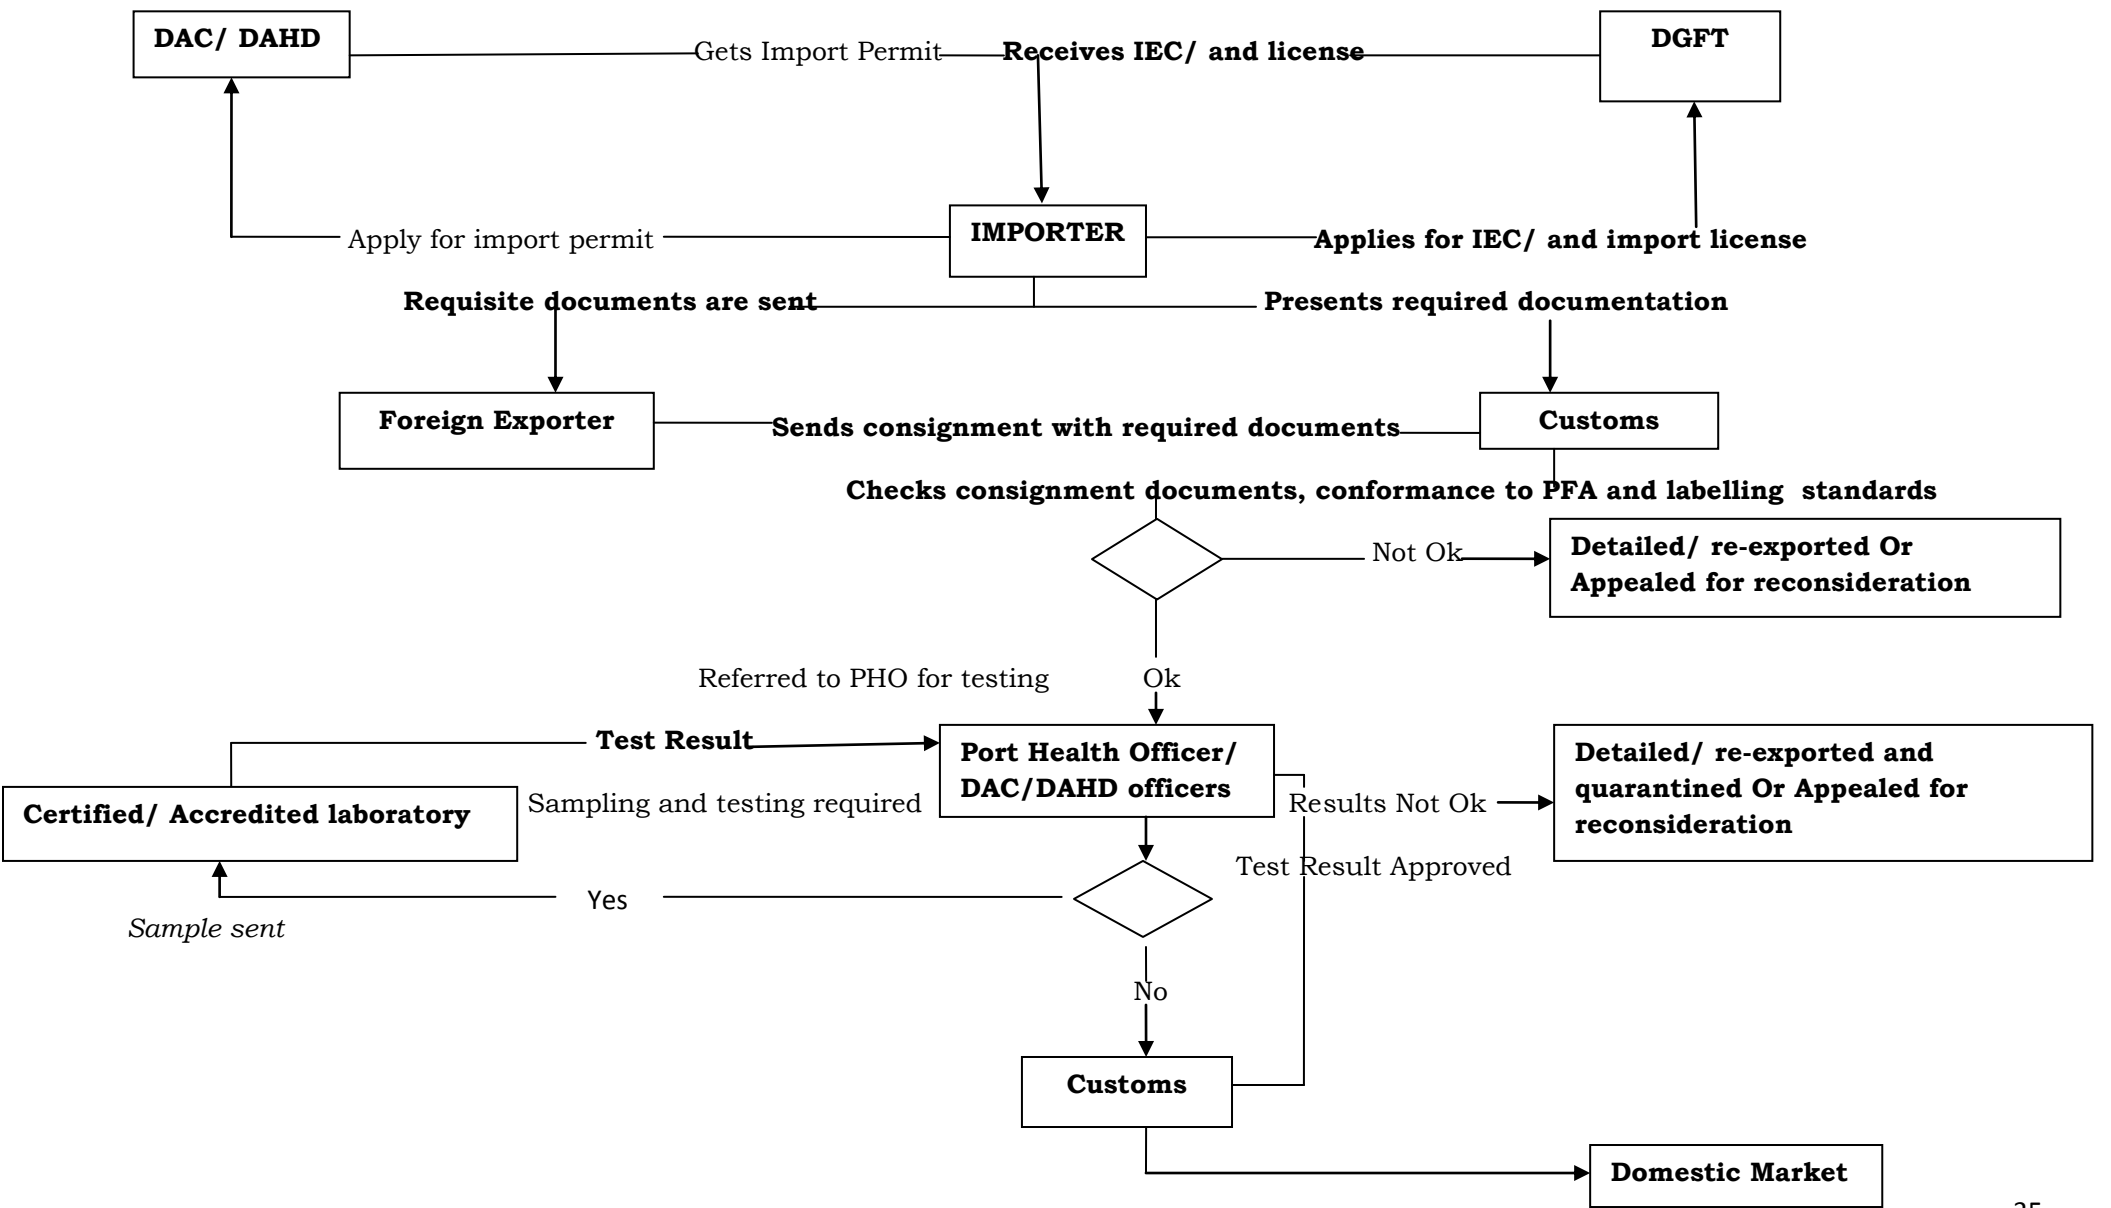 DAC/ DAHD
Gets Import Permit
Receives IEC/ and license
DGFT
Apply for import permit
IMPORTER
Applies for IEC/ and import license
Requisite documents are sent
Presents required documentation
Foreign Exporter
Sends consignment with required documents
Customs
Checks consignment documents, conformance to PFA and labelling  standards
Not Ok
Detailed/ re-exported Or
Appealed for reconsideration
Referred to PHO for testing
Ok
Test Result
Port Health Officer/
DAC/DAHD officers
Detailed/ re-exported and
quarantined Or Appealed for
reconsideration
Certified/ Accredited laboratory
Sampling and testing required
Results Not Ok
Test Result Approved
Yes
Sample sent
No
Customs
Domestic Market